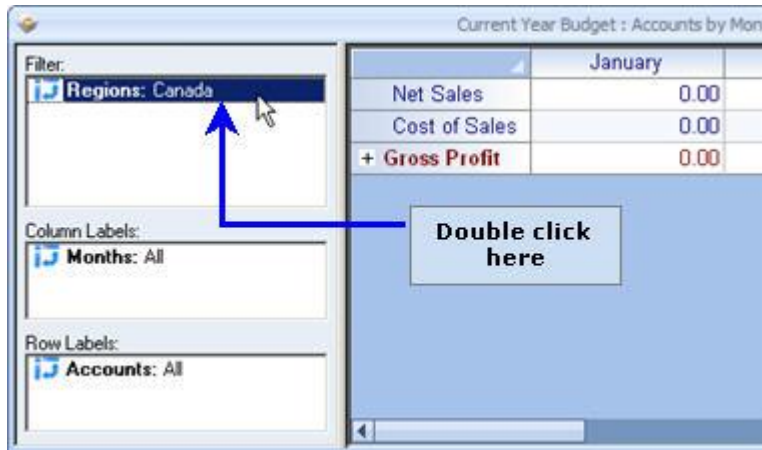 Current Year Budget : Accounts by Mon
Filter:
Regions: Canada
Column Labels:
Months: All
Row Labels:
Accounts: All
January
Net Sales 0.00
Cost of Sales 0.00
+ Gross Profit 0.00
Double click
here